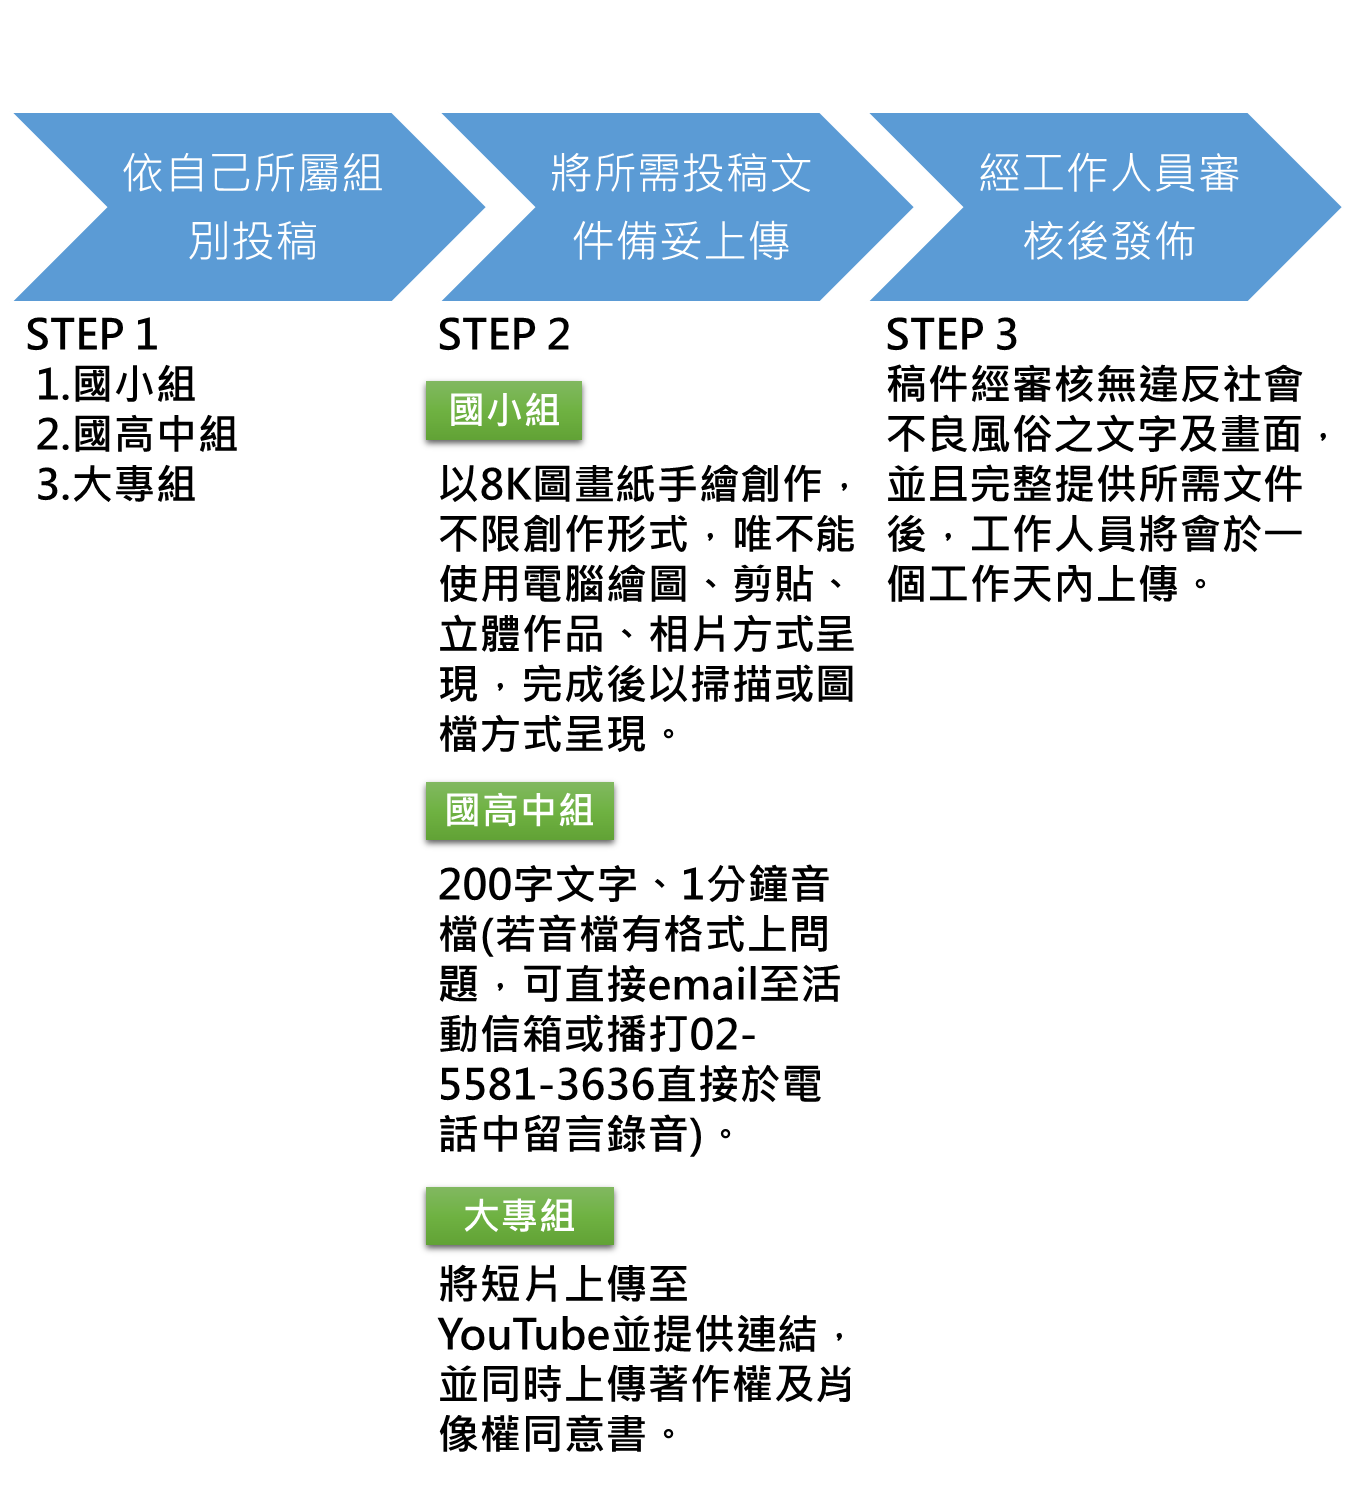 依自己所屬組
別投稿
將所需投稿文
件備妥上傳
經工作人員審
核後發佈
STEP 1
1.國小組
2.國高中組
3.大專組
STEP 2
國小組
以8K圖畫紙手繪創作，
不限創作形式，唯不能
使用電腦繪圖、剪貼、
立體作品、相片方式呈
現，完成後以掃描或圖
檔方式呈現。
國高中組
200字文字、1分鐘音
檔(若音檔有格式上問
題，可直接email至活
動信箱或播打02-
5581-3636直接於電
話中留言錄音)。
大專組
將短片上傳至
YouTube並提供連結，
並同時上傳著作權及肖
像權同意書。
STEP 3
稿件經審核無違反社會
不良風俗之文字及畫面，
並且完整提供所需文件
後，工作人員將會於一
個工作天內上傳。